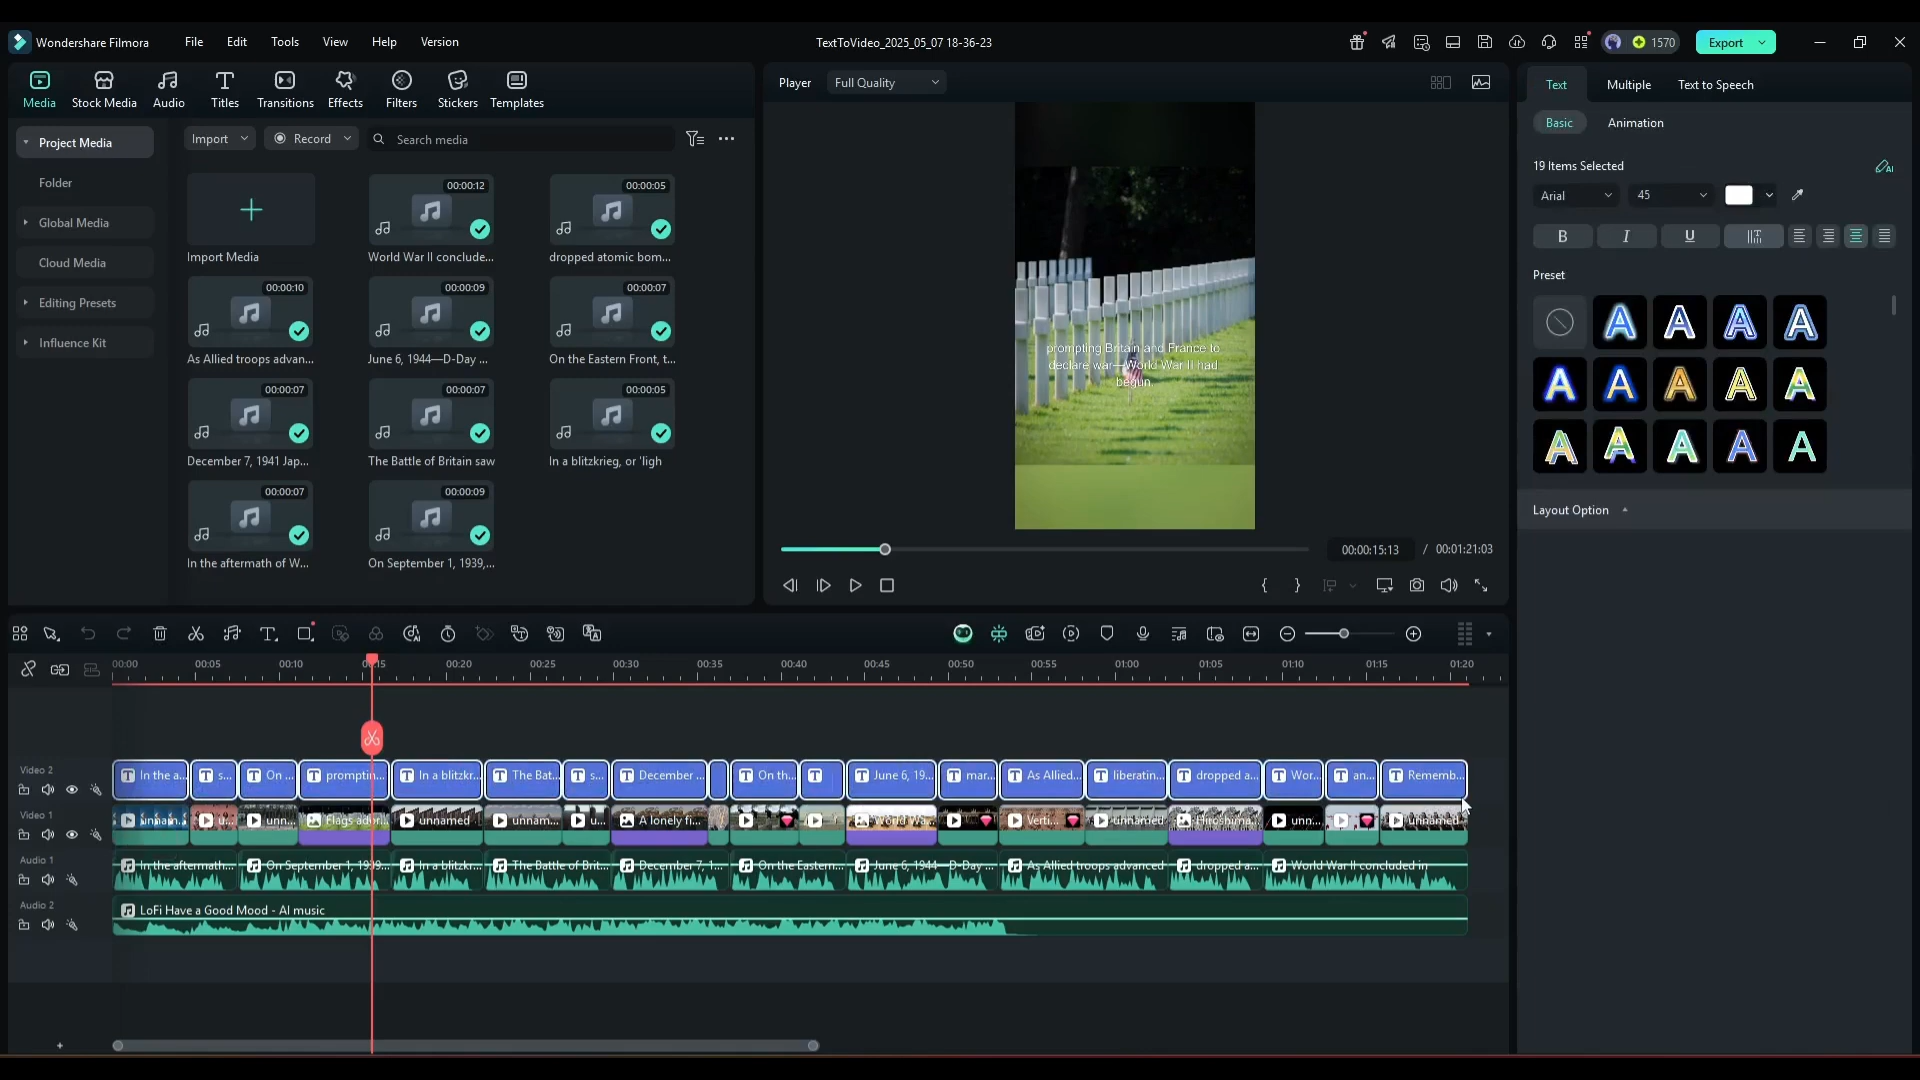 Wondershare Filmora
File Edit Tools View Help Version
TextToVideo_2025_05_07 18-36-23
1570
Export
Media
Stock Media
Audio
Titles
Transitions
Effects
Filters
Stickers
Templates
Project Media
Folder
Global Media
Cloud Media
Editing Presets
Influence Kit
Import
Record
Search media
Import Media
00:00:12
World War II conclude...
00:00:05
dropped atomic bom...
00:00:10
As Allied troops advan...
00:00:09
June 6, 1944—D-Day ...
00:00:07
On the Eastern Front, t...
00:00:07
December 7, 1941 Jap...
00:00:07
The Battle of Britain saw
00:00:05
In a blitzkrieg, or 'ligh
00:00:07
In the aftermath of W...
00:00:09
On September 1, 1939,...
Player
Full Quality
prompting Britain and France to
declare war—World War II had
begun.
00:00:15:13 / 00:01:21:03
Text
Multiple
Text to Speech
Basic
Animation
19 Items Selected
Arial
45
B I U
Preset
Layout Option
00:00 00:05 00:10 00:15 00:20 00:25 00:30 00:35 00:40 00:45 00:50 00:55 01:00 01:05 01:10 01:15 01:20
Video 2
In the a... s... On ... promptin... In a blitzkr... The Bat... s... December ... On th... June 6, 19... mar... As Allied... liberatin... dropped a... Wor... an... Rememb...
Video 1
unna... u... unn... Flags ador... unnamed unnam... u... A lonely fi... World Wa... Verti... unnamed Hiroshima... unn... unnamed
Audio 1
In the aftermath... On September 1, 1939... In a blitzk... The Battle of Brit... December 7, 1... On the Eastern... June 6, 1944—D-Day ... As Allied troops advanced dropped a... World War II concluded in
Audio 2
LoFi Have a Good Mood - AI music